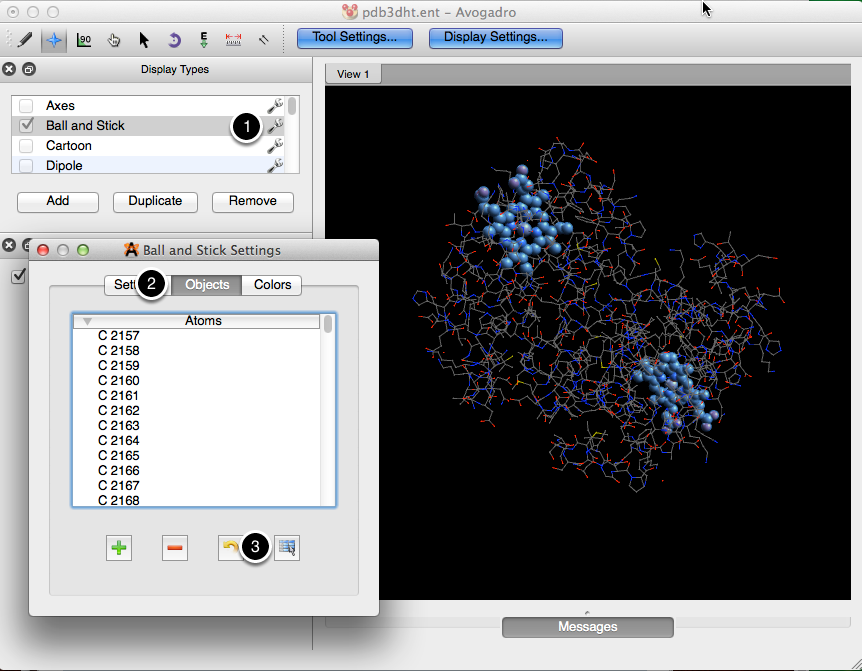 pdb3dht.ent - Avogadro
90
E
Tool Settings...
Display Settings...
Display Types
View 1
Axes
Ball and Stick
1
Cartoon
Dipole
Add
Duplicate
Remove
Ball and Stick Settings
Sett
2
Objects
Colors
Atoms
C 2157
C 2158
C 2159
C 2160
C 2161
C 2162
C 2163
C 2164
C 2165
C 2166
C 2167
C 2168
3
Messages